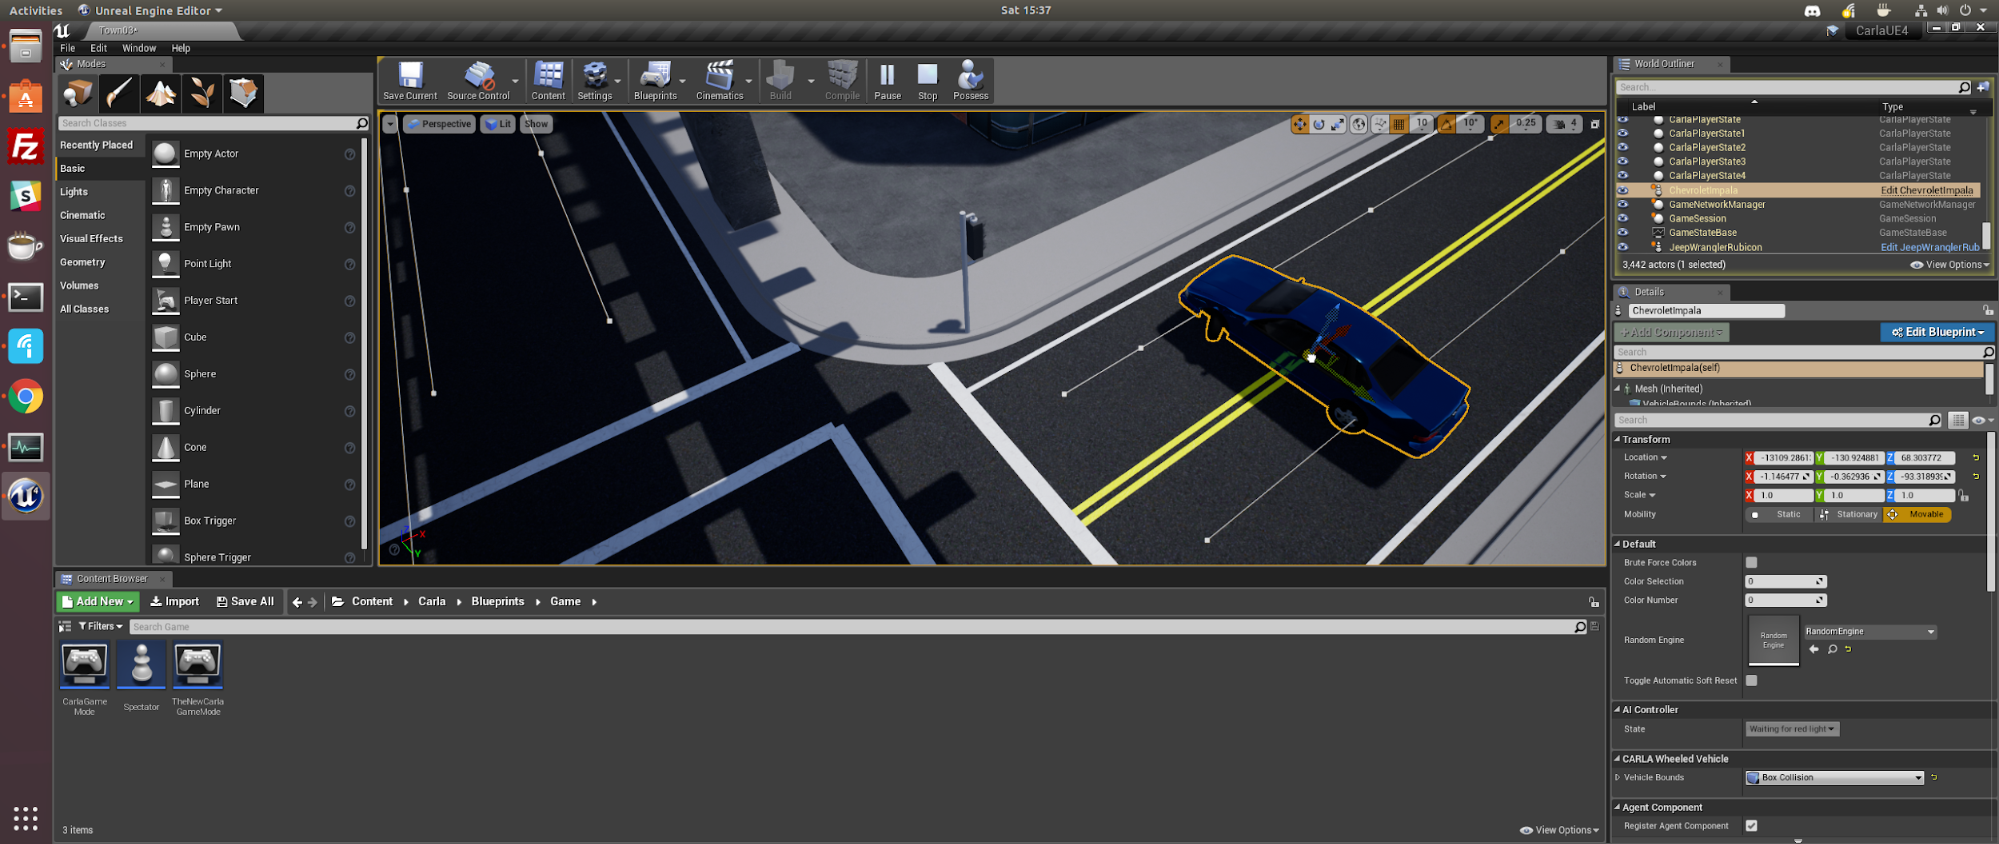 Activities Unreal Engine Editor Sat 15:37
Town03* CarlaUE4
File Edit Window Help
Modes
Search Classes
Recently Placed
Basic
Lights
Cinematic
Visual Effects
Geometry
Volumes
All Classes
Empty Actor
Empty Character
Empty Pawn
Point Light
Player Start
Cube
Sphere
Cylinder
Cone
Plane
Box Trigger
Sphere Trigger
Save Current Source Control Content Settings Blueprints Cinematics Build Compile Pause Stop Possess
Perspective Lit Show 10 10° 0.25 4
X
Y
World Outliner
Search...
Label Type
CarlaPlayerState CarlaPlayerState
CarlaPlayerState1 CarlaPlayerState
CarlaPlayerState2 CarlaPlayerState
CarlaPlayerState3 CarlaPlayerState
CarlaPlayerState4 CarlaPlayerState
ChevroletImpala Edit ChevroletImpala
GameNetworkManager GameNetworkManager
GameSession GameSession
GameStateBase GameStateBase
JeepWranglerRubicon Edit JeepWranglerRub
3,442 actors (1 selected) View Options
Details
ChevroletImpala
+Add Component Edit Blueprint
Search
ChevroletImpala(self)
Mesh (Inherited)
VehicleBounds (Inherited)
Search
Transform
Location X -13109.2861 Y -130.924881 Z 68.303772
Rotation X -1.146477 Y -0.362936 Z -93.318939
Scale X 1.0 Y 1.0 Z 1.0
Mobility Static Stationary Movable
Default
Brute Force Colors
Color Selection 0
Color Number 0
Random Engine Random Engine RandomEngine
Toggle Automatic Soft Reset
AI Controller
State Waiting for red light
CARLA Wheeled Vehicle
Vehicle Bounds Box Collision
Agent Component
Register Agent Component
Content Browser
Add New Import Save All Content Carla Blueprints Game
Filters Search Game
CarlaGame
Mode
Spectator
TheNewCarla
GameMode
3 items View Options